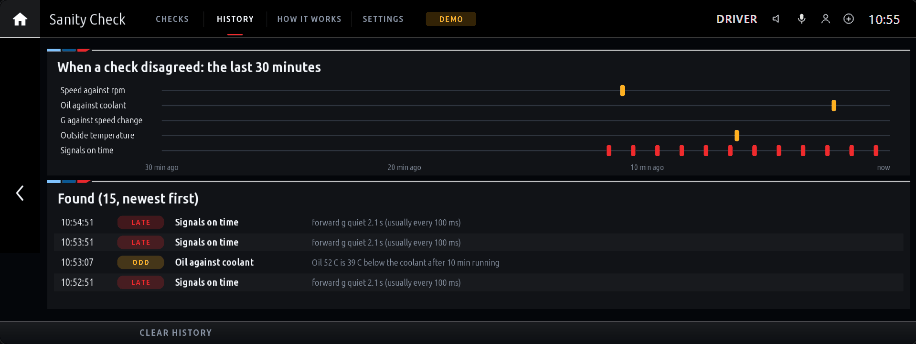 Sanity Check
CHECKS
HISTORY
HOW IT WORKS
SETTINGS
DEMO
DRIVER
10:55
When a check disagreed: the last 30 minutes
Speed against rpm
Oil against coolant
G against speed change
Outside temperature
Signals on time
30 min ago
20 min ago
10 min ago
now
Found (15, newest first)
10:54:51 LATE Signals on time forward g quiet 2.1 s (usually every 100 ms)
10:53:51 LATE Signals on time forward g quiet 2.1 s (usually every 100 ms)
10:53:07 ODD Oil against coolant Oil 52 C is 39 C below the coolant after 10 min running
10:52:51 LATE Signals on time forward g quiet 2.1 s (usually every 100 ms)
CLEAR HISTORY